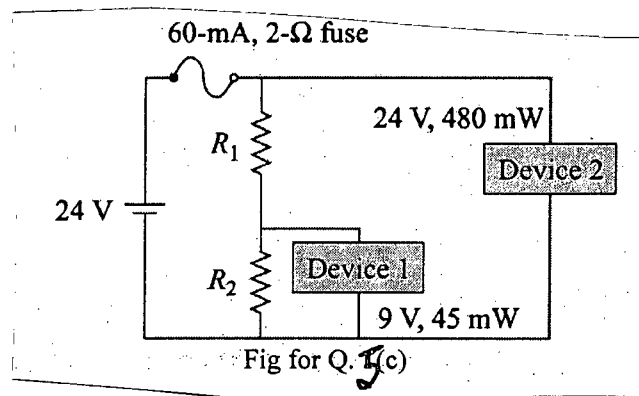 60-mA, 2-Ω fuse
R1
24 V, 480 mW
Device 2
24 V
R2
Device 1
9 V, 45 mW
Fig for Q. 5(c)